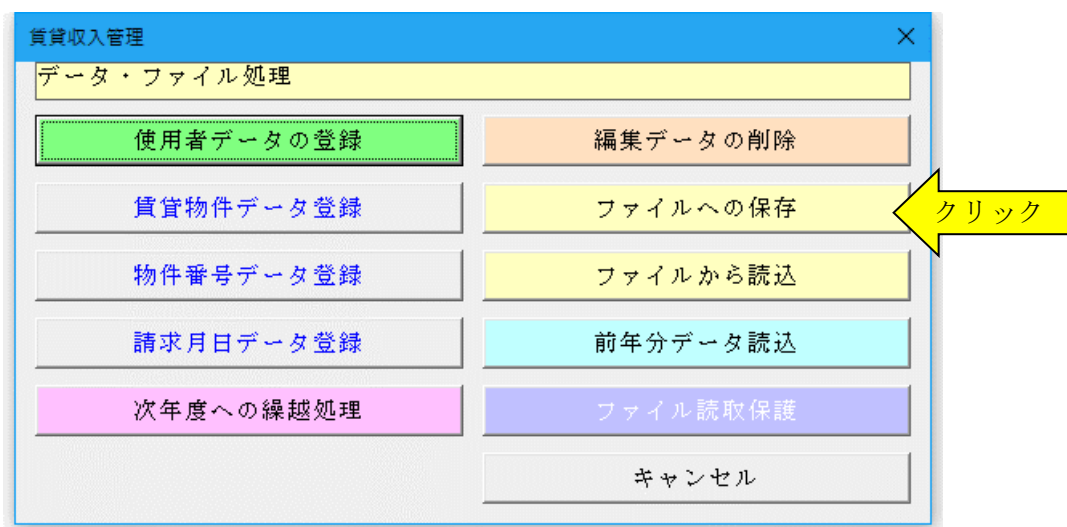 賃貸収入管理
データ・ファイル処理
使用者データの登録
編集データの削除
賃貸物件データ登録
ファイルへの保存
クリック
物件番号データ登録
ファイルから読込
請求月日データ登録
前年分データ読込
次年度への繰越処理
ファイル読取保護
キャンセル